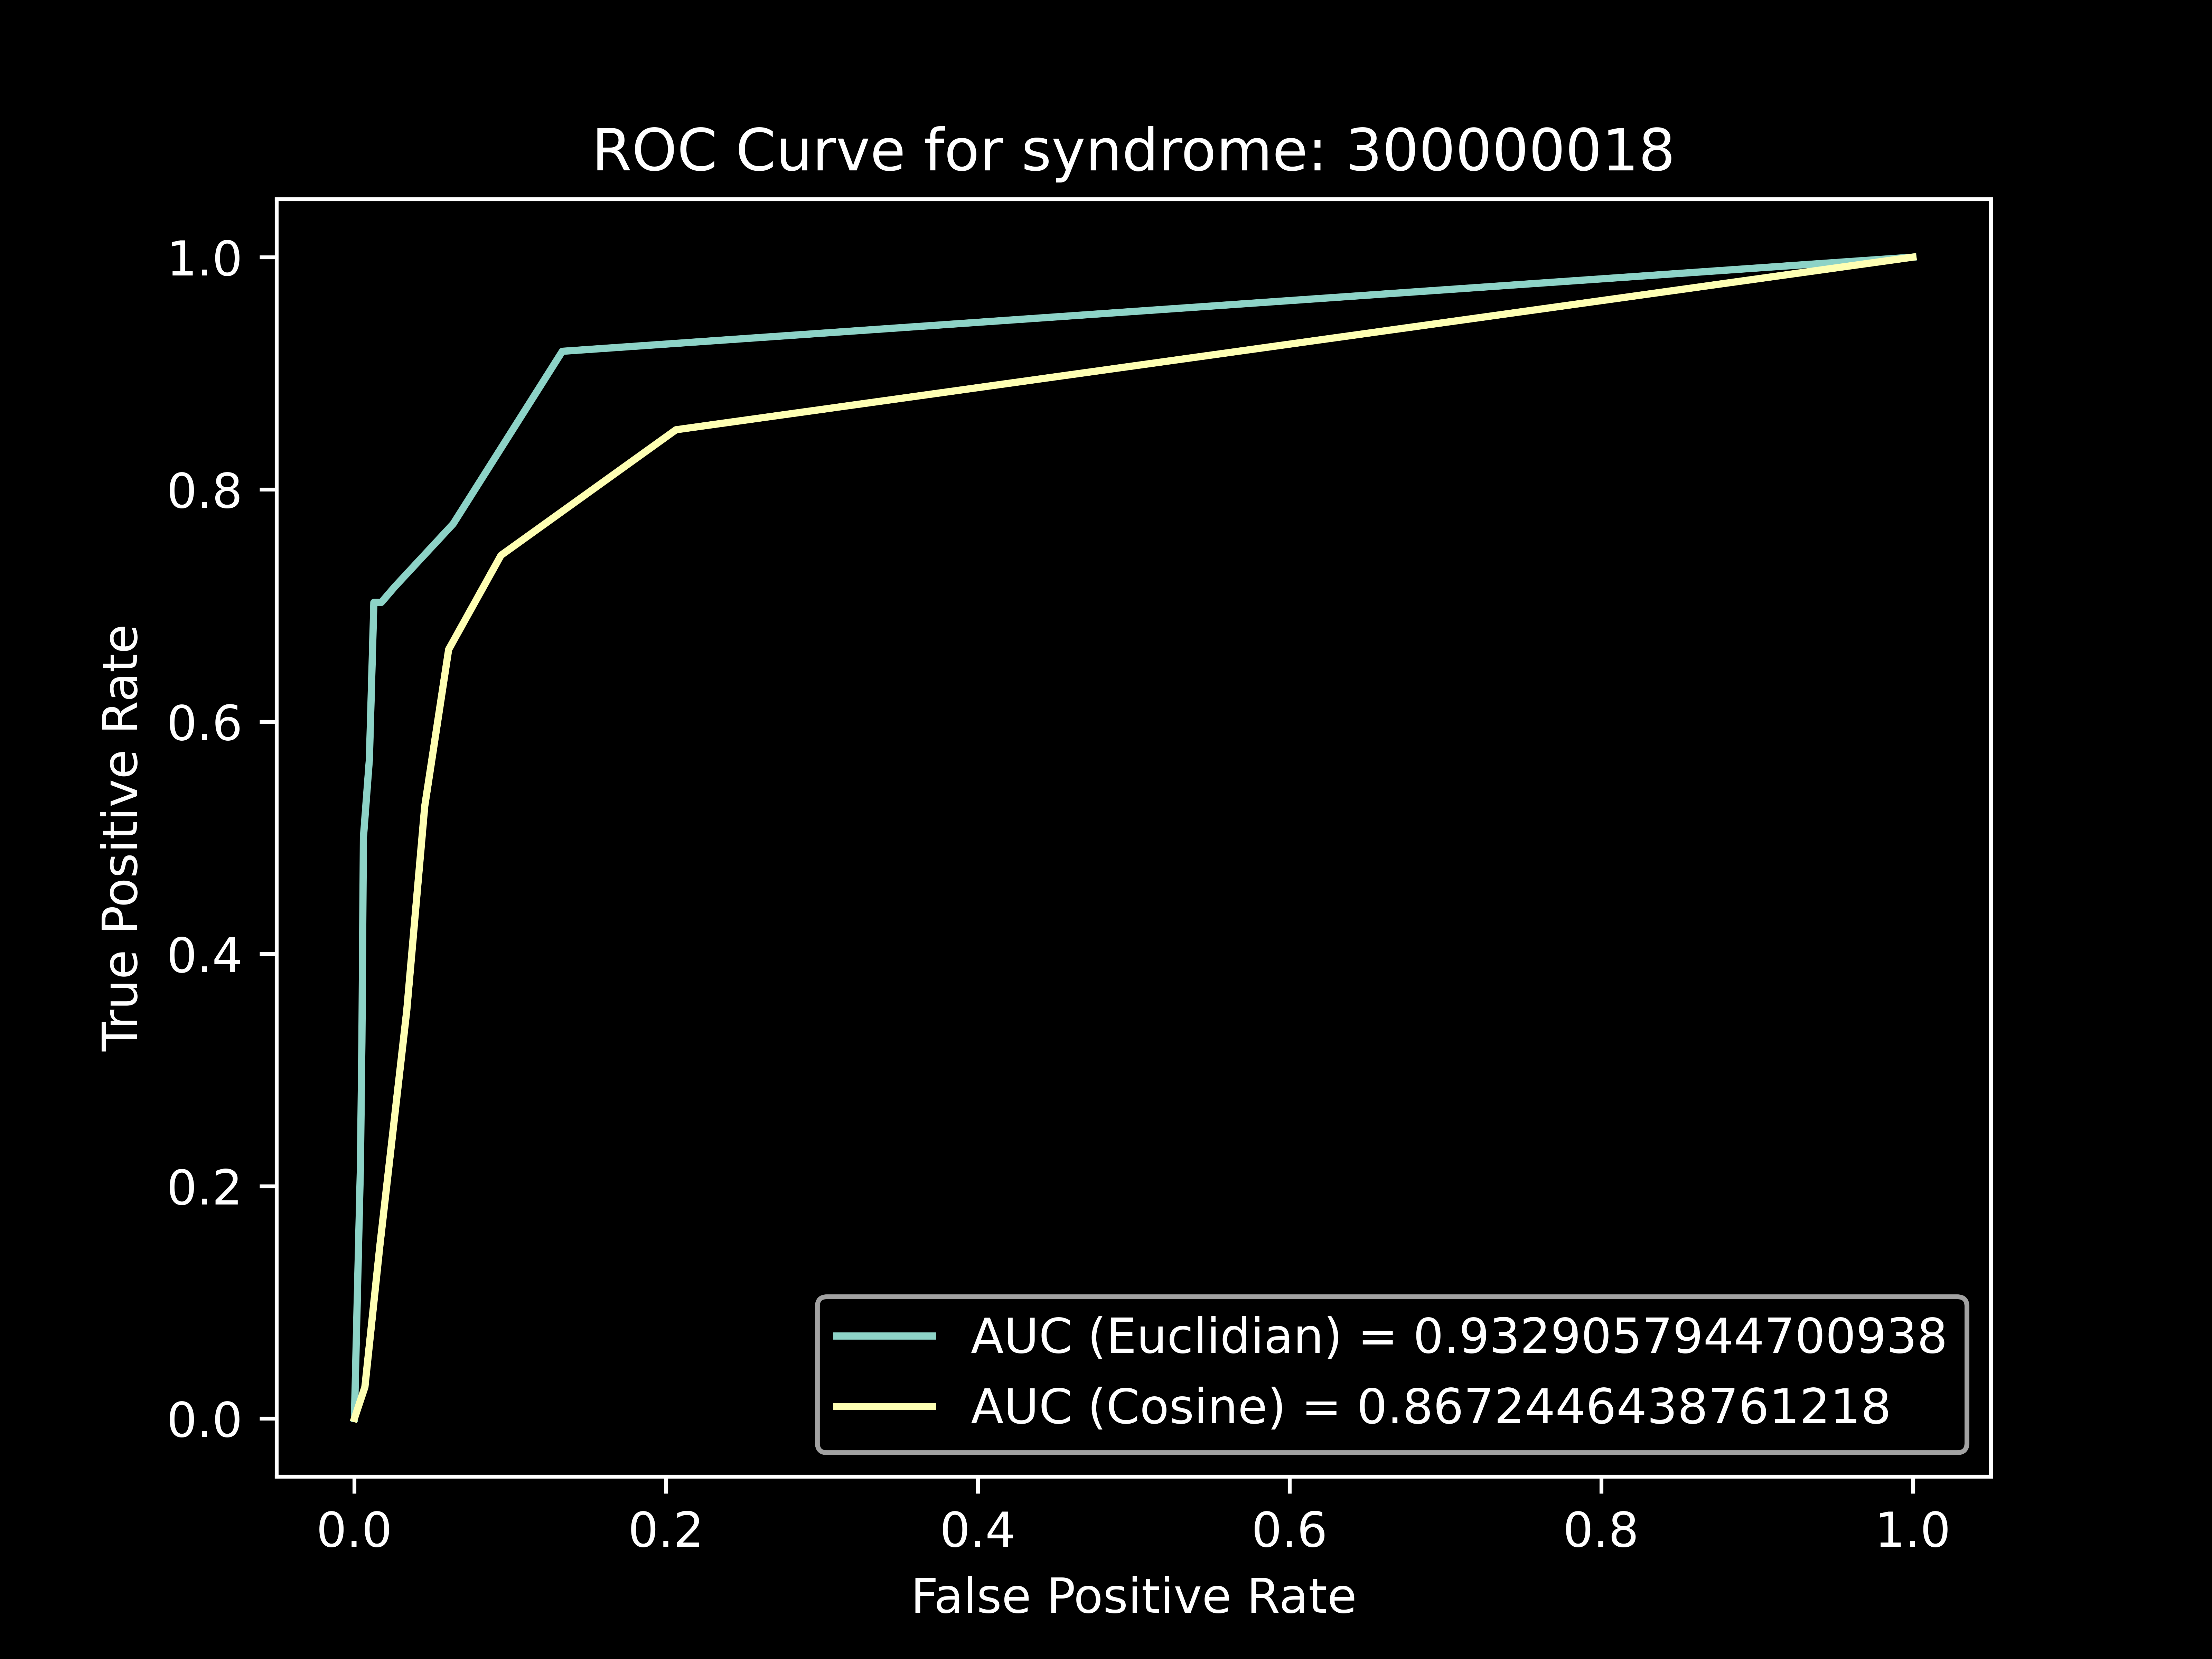 ROC Curve for syndrome: 300000018
1.0
0.8
0.6
0.4
0.2
0.0
True Positive Rate
AUC (Euclidian) = 0.9329057944700938
AUC (Cosine) = 0.8672446438761218
0.0 0.2 0.4 0.6 0.8 1.0
False Positive Rate